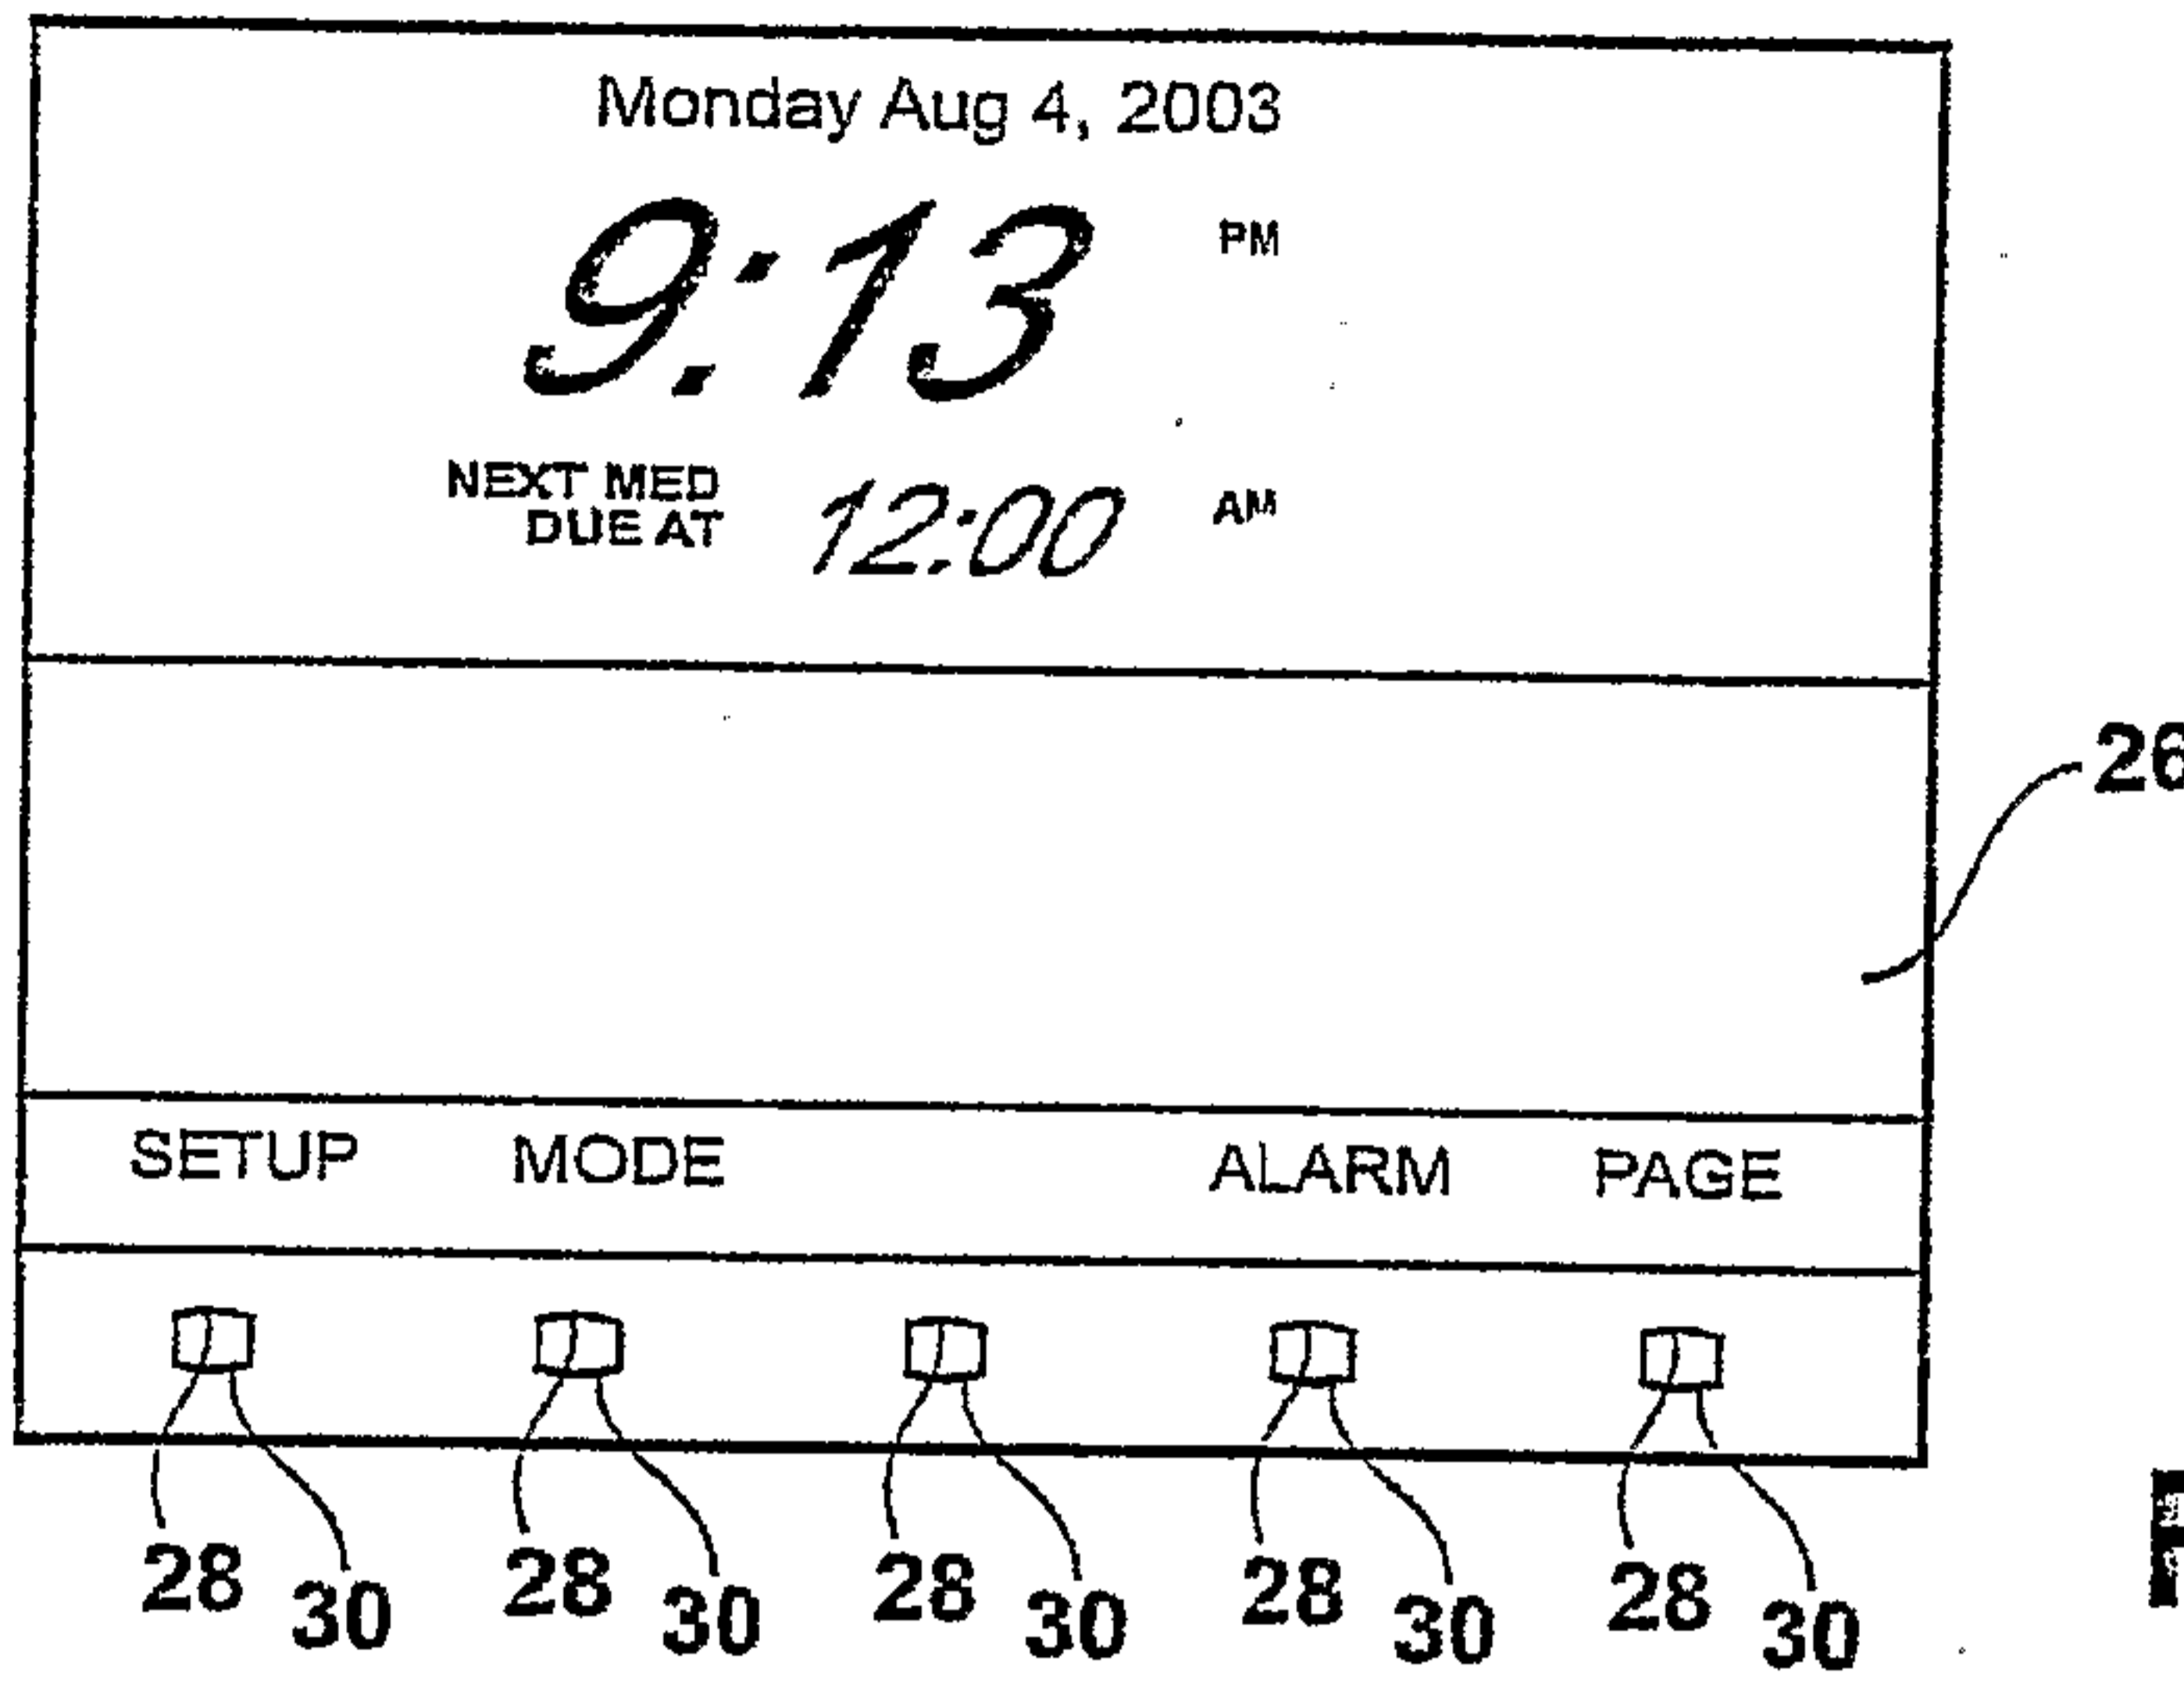 Monday Aug 4, 2003
9:13 PM
NEXT MED
DUE AT 12:00 AM
26
SETUP MODE ALARM PAGE
28 30 28 30 28 30 28 30 28 30